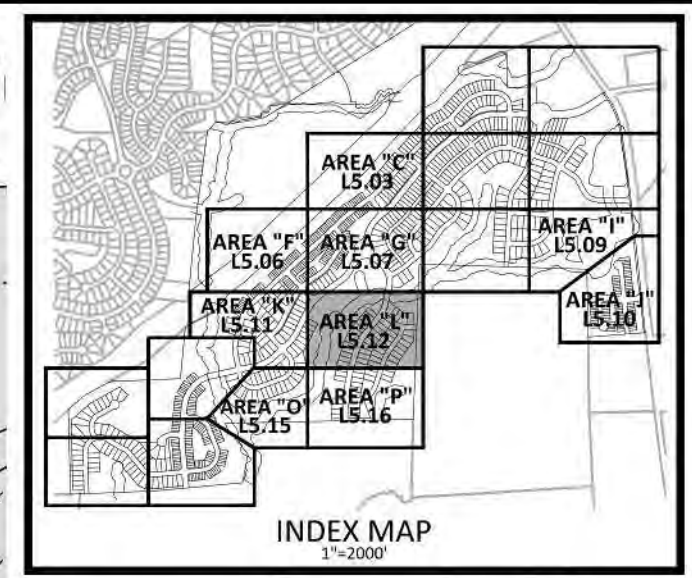 AREA "C"
L5.03
AREA "F"
L5.06
AREA "G"
L5.07
AREA "I"
L5.09
AREA "K"
L5.11
AREA "L"
L5.12
AREA "J"
L5.10
AREA "O"
L5.15
AREA "P"
L5.16
INDEX MAP
1"=2000'